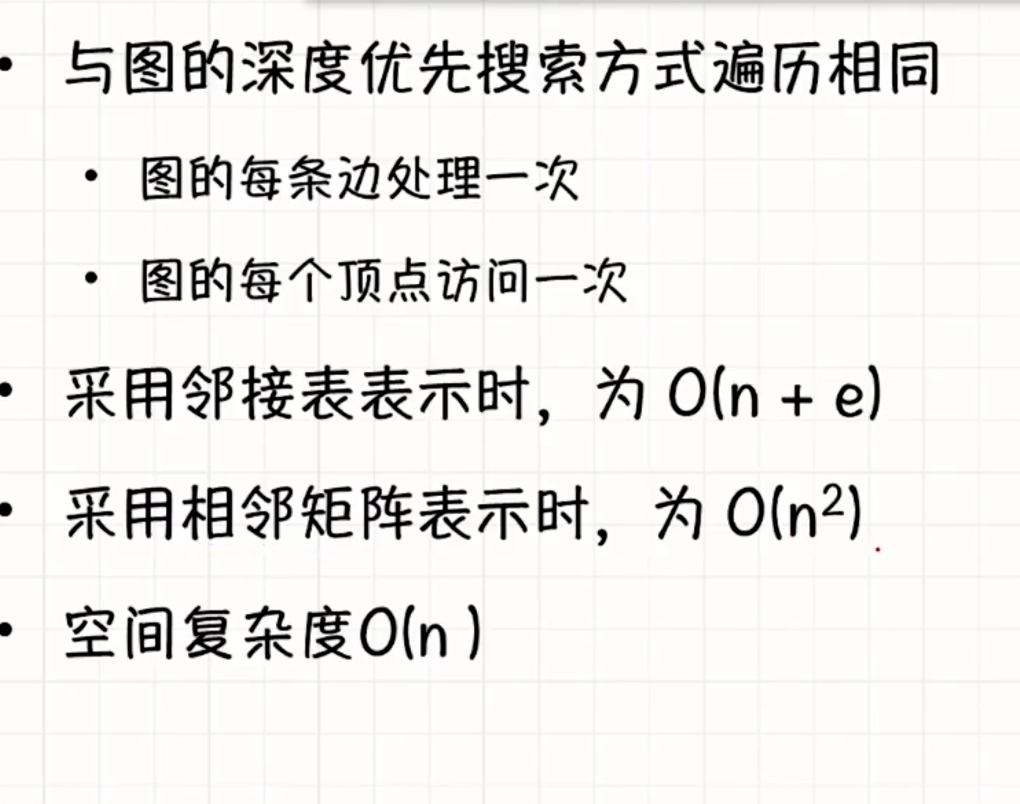 • 与图的深度优先搜索方式遍历相同
• 图的每条边处理一次
• 图的每个顶点访问一次
• 采用邻接表表示时，为 O(n + e)
• 采用相邻矩阵表示时，为 O(n²)
• 空间复杂度O(n )